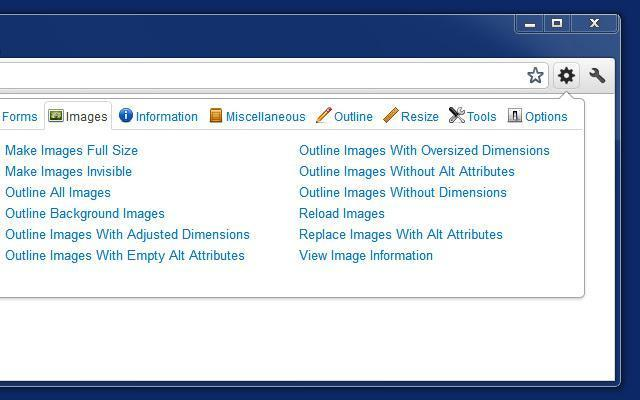 Forms Images Information Miscellaneous Outline Resize Tools Options
Make Images Full Size
Make Images Invisible
Outline All Images
Outline Background Images
Outline Images With Adjusted Dimensions
Outline Images With Empty Alt Attributes
Outline Images With Oversized Dimensions
Outline Images Without Alt Attributes
Outline Images Without Dimensions
Reload Images
Replace Images With Alt Attributes
View Image Information